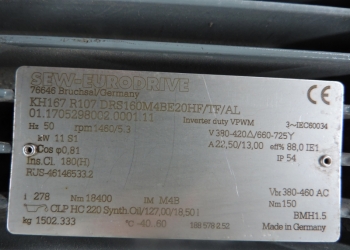 SEW-EURODRIVE
76646 Bruchsal/Germany
KH167 R107 DRS160M4BE20HF/TF/AL
01.1705298002.0001.11 Inverter duty VPWM 3~IEC60034
Hz 50 rpm 1460/5.3 V 380-420Δ/660-725Y
kW 11 S1 A 22,50/13,00 eff% 88,0 IE1
Cos φ 0,81 IP 54
Ins.Cl. 180(H)
RJS-46146533.2
i 278 Nm 18400 IM M4B Vbr 380-460 AC
CLP HC 220 Synth.Öl/127,00/18,50l Nm 150
kg 1502.333 °C -40..60 BMH1.5
Made in Germany
CE